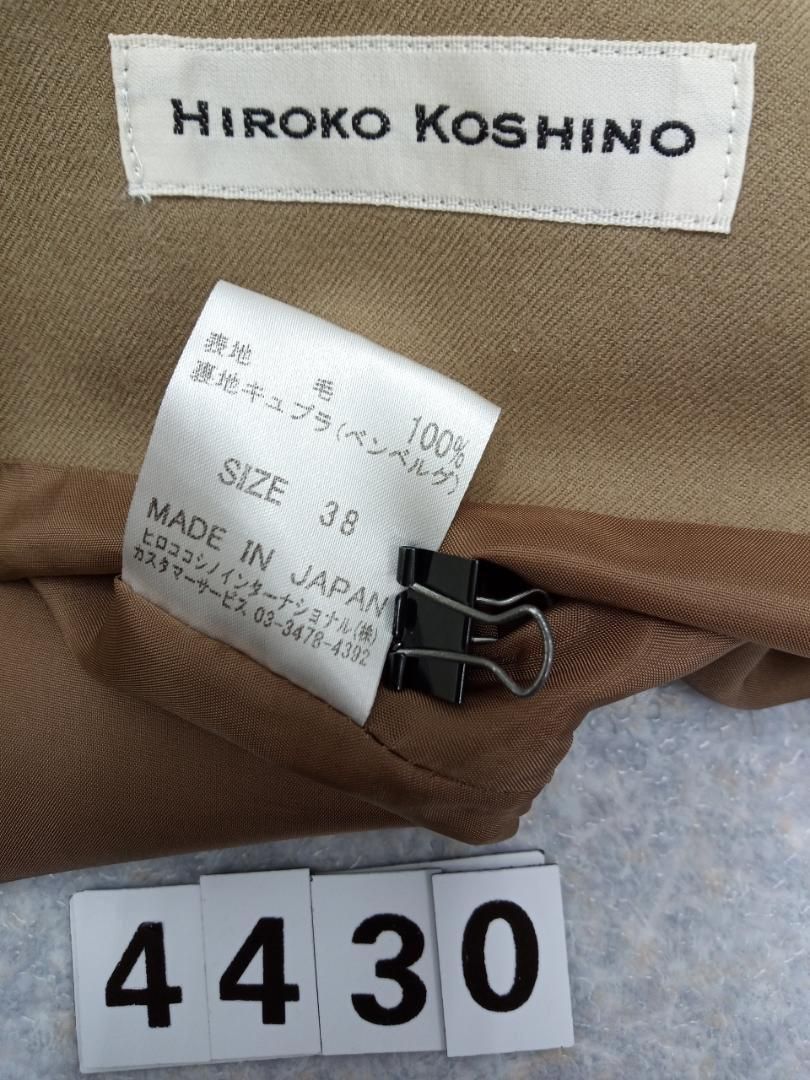 HIROKO KOSHINO
表地 毛 100%
裏地キュプラ(ベンベルグ)
SIZE 38
MADE IN JAPAN
ヒロココシノインターナショナル(株)
カスタマーサービス 03-3478-4392
4430